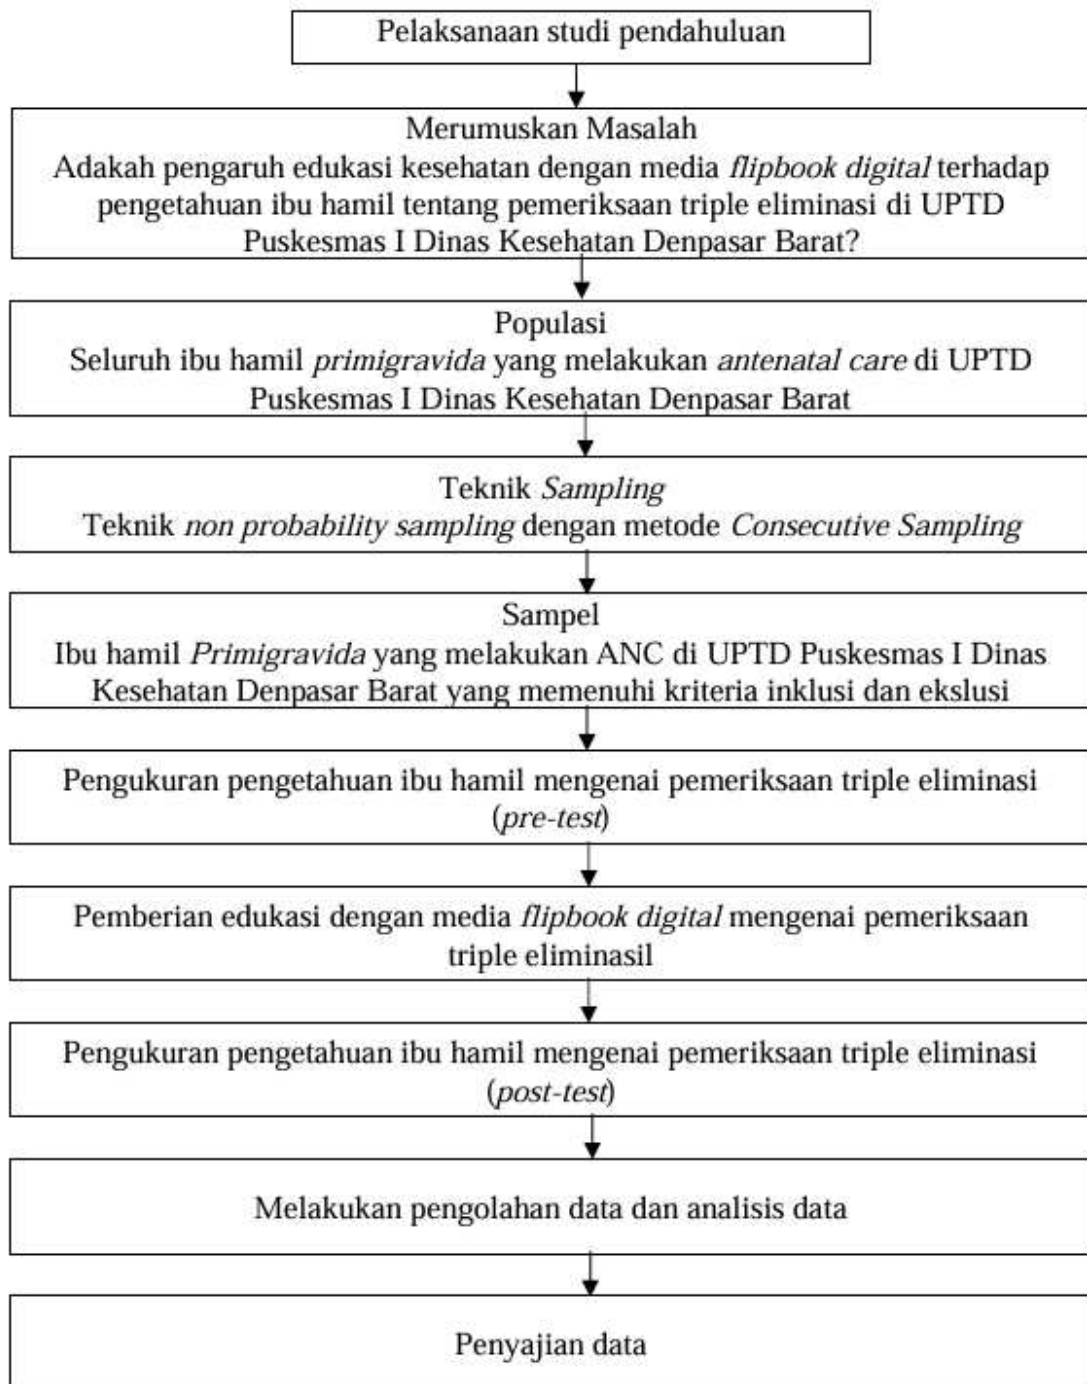 Pelaksanaan studi pendahuluan
Merumuskan Masalah
Adakah pengaruh edukasi kesehatan dengan media flipbook digital terhadap
pengetahuan ibu hamil tentang pemeriksaan triple eliminasi di UPTD
Puskesmas I Dinas Kesehatan Denpasar Barat?
Populasi
Seluruh ibu hamil primigravida yang melakukan antenatal care di UPTD
Puskesmas I Dinas Kesehatan Denpasar Barat
Teknik Sampling
Teknik non probability sampling dengan metode Consecutive Sampling
Sampel
Ibu hamil Primigravida yang melakukan ANC di UPTD Puskesmas I Dinas
Kesehatan Denpasar Barat yang memenuhi kriteria inklusi dan ekslusi
Pengukuran pengetahuan ibu hamil mengenai pemeriksaan triple eliminasi
(pre-test)
Pemberian edukasi dengan media flipbook digital mengenai pemeriksaan
triple eliminasil
Pengukuran pengetahuan ibu hamil mengenai pemeriksaan triple eliminasi
(post-test)
Melakukan pengolahan data dan analisis data
Penyajian data